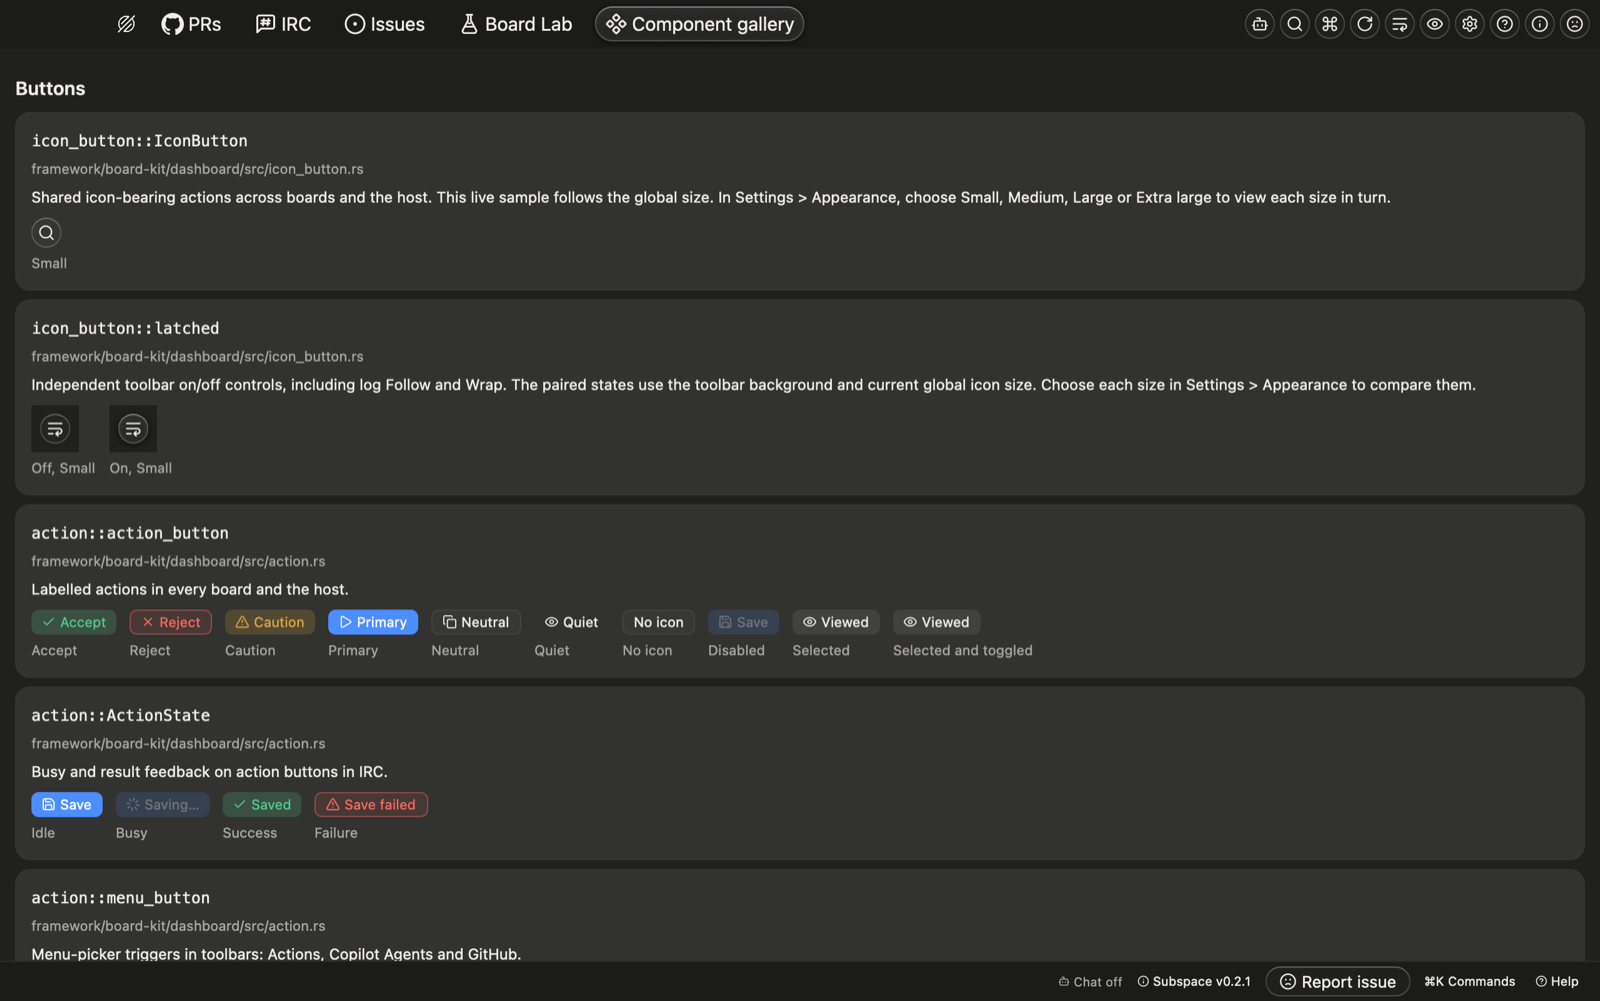 PRs
IRC
Issues
Board Lab
Component gallery
Buttons
icon_button::IconButton
framework/board-kit/dashboard/src/icon_button.rs
Shared icon-bearing actions across boards and the host. This live sample follows the global size. In Settings > Appearance, choose Small, Medium, Large or Extra large to view each size in turn.
Small
icon_button::latched
framework/board-kit/dashboard/src/icon_button.rs
Independent toolbar on/off controls, including log Follow and Wrap. The paired states use the toolbar background and current global icon size. Choose each size in Settings > Appearance to compare them.
Off, Small On, Small
action::action_button
framework/board-kit/dashboard/src/action.rs
Labelled actions in every board and the host.
Accept Reject Caution Primary Neutral Quiet No icon Save Viewed Viewed
Accept Reject Caution Primary Neutral Quiet No icon Disabled Selected Selected and toggled
action::ActionState
framework/board-kit/dashboard/src/action.rs
Busy and result feedback on action buttons in IRC.
Save Saving... Saved Save failed
Idle Busy Success Failure
action::menu_button
framework/board-kit/dashboard/src/action.rs
Menu-picker triggers in toolbars: Actions, Copilot Agents and GitHub.
Chat off Subspace v0.2.1 Report issue ⌘K Commands Help